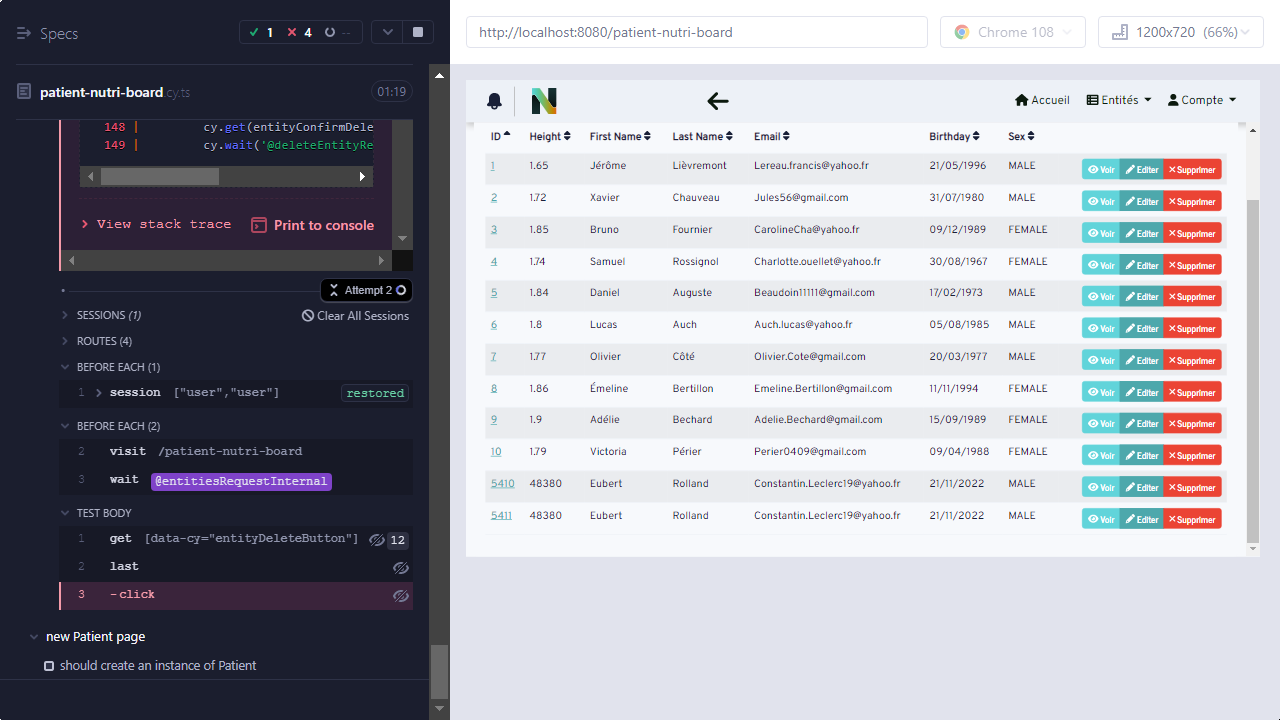 Specs
1
4
--
patient-nutri-board.cy.ts
01:19
148 | cy.get(entityConfirmDele
149 | cy.wait('@deleteEntityRe
View stack trace
Print to console
Attempt 2
SESSIONS (1)
Clear All Sessions
ROUTES (4)
BEFORE EACH (1)
1 session ["user","user"] restored
BEFORE EACH (2)
2 visit /patient-nutri-board
3 wait @entitiesRequestInternal
TEST BODY
1 get [data-cy="entityDeleteButton"] 12
2 last
3 -click
new Patient page
should create an instance of Patient
http://localhost:8080/patient-nutri-board
Chrome 108
1200x720 (66%)
N
Accueil
Entités
Compte
ID Height First Name Last Name Email Birthday Sex
1 1.65 Jérôme Lièvremont Lereau.francis@yahoo.fr 21/05/1996 MALE Voir Editer Supprimer
2 1.72 Xavier Chauveau Jules56@gmail.com 31/07/1980 MALE Voir Editer Supprimer
3 1.85 Bruno Fournier CarolineCha@yahoo.fr 09/12/1989 FEMALE Voir Editer Supprimer
4 1.74 Samuel Rossignol Charlotte.ouellet@yahoo.fr 30/08/1967 FEMALE Voir Editer Supprimer
5 1.84 Daniel Auguste Beaudoin11111@gmail.com 17/02/1973 MALE Voir Editer Supprimer
6 1.8 Lucas Auch Auch.lucas@yahoo.fr 05/08/1985 MALE Voir Editer Supprimer
7 1.77 Olivier Côté Olivier.Cote@gmail.com 20/03/1977 MALE Voir Editer Supprimer
8 1.86 Émeline Bertillon Emeline.Bertillon@gmail.com 11/11/1994 FEMALE Voir Editer Supprimer
9 1.9 Adélie Bechard Adelie.Bechard@gmail.com 15/09/1989 FEMALE Voir Editer Supprimer
10 1.79 Victoria Périer Perier0409@gmail.com 09/04/1988 FEMALE Voir Editer Supprimer
5410 48380 Eubert Rolland Constantin.Leclerc19@yahoo.fr 21/11/2022 MALE Voir Editer Supprimer
5411 48380 Eubert Rolland Constantin.Leclerc19@yahoo.fr 21/11/2022 MALE Voir Editer Supprimer